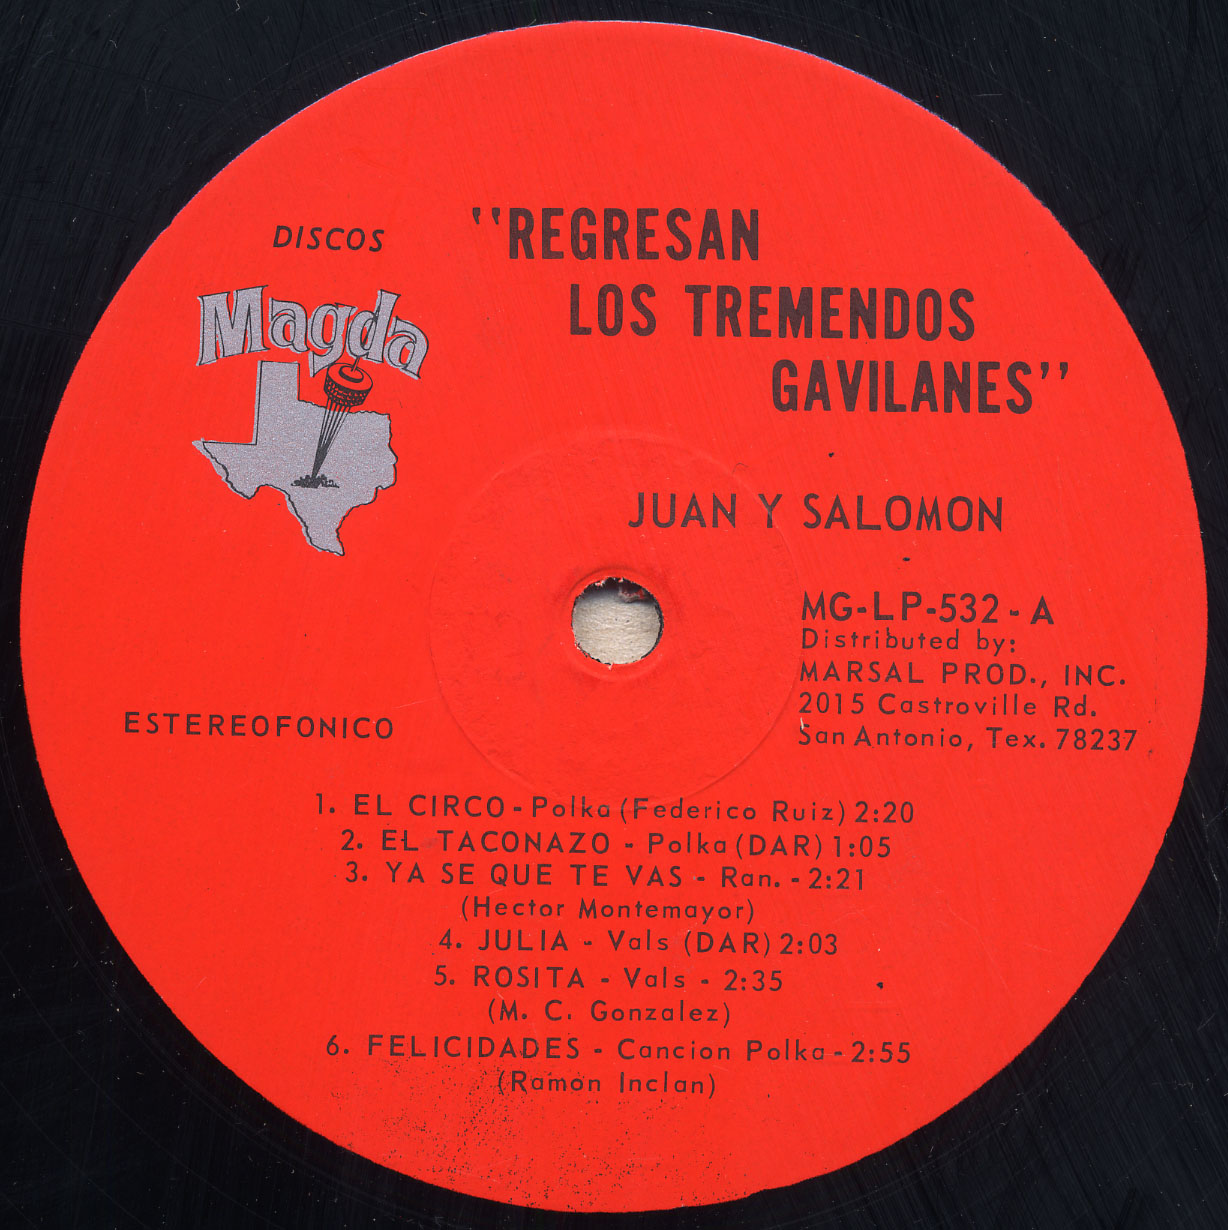 DISCOS
Magda
"REGRESAN
LOS TREMENDOS
GAVILANES"
JUAN Y SALOMON
MG-LP-532-A
Distributed by:
MARSAL PROD., INC.
2015 Castroville Rd.
San Antonio, Tex. 78237
ESTEREOFONICO
1. EL CIRCO - Polka (Federico Ruiz) 2:20
2. EL TACONAZO - Polka (DAR) 1:05
3. YA SE QUE TE VAS - Ran. - 2:21
(Hector Montemayor)
4. JULIA - Vals (DAR) 2:03
5. ROSITA - Vals - 2:35
(M. C. Gonzalez)
6. FELICIDADES - Cancion Polka - 2:55
(Ramon Inclan)